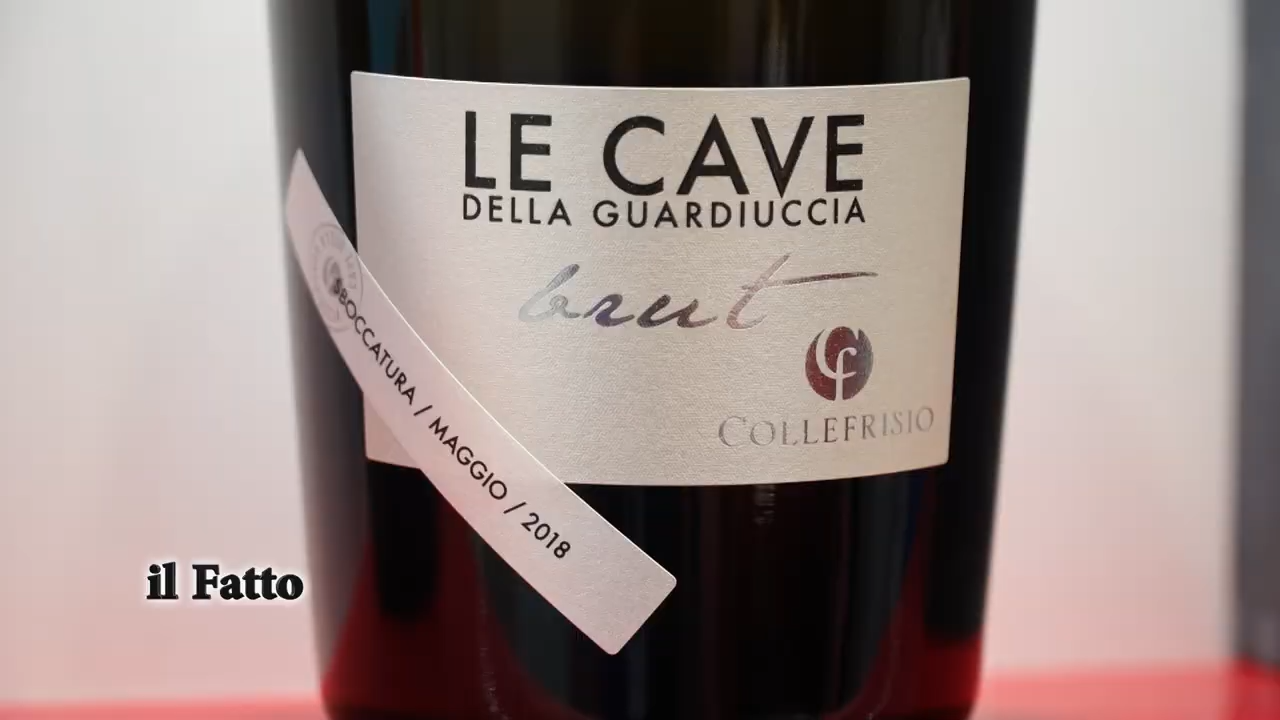 LE CAVE
DELLA GUARDIUCCIA
brut
Cf
COLLEFRISIO
SBOCCATURA / MAGGIO / 2018
il Fatto